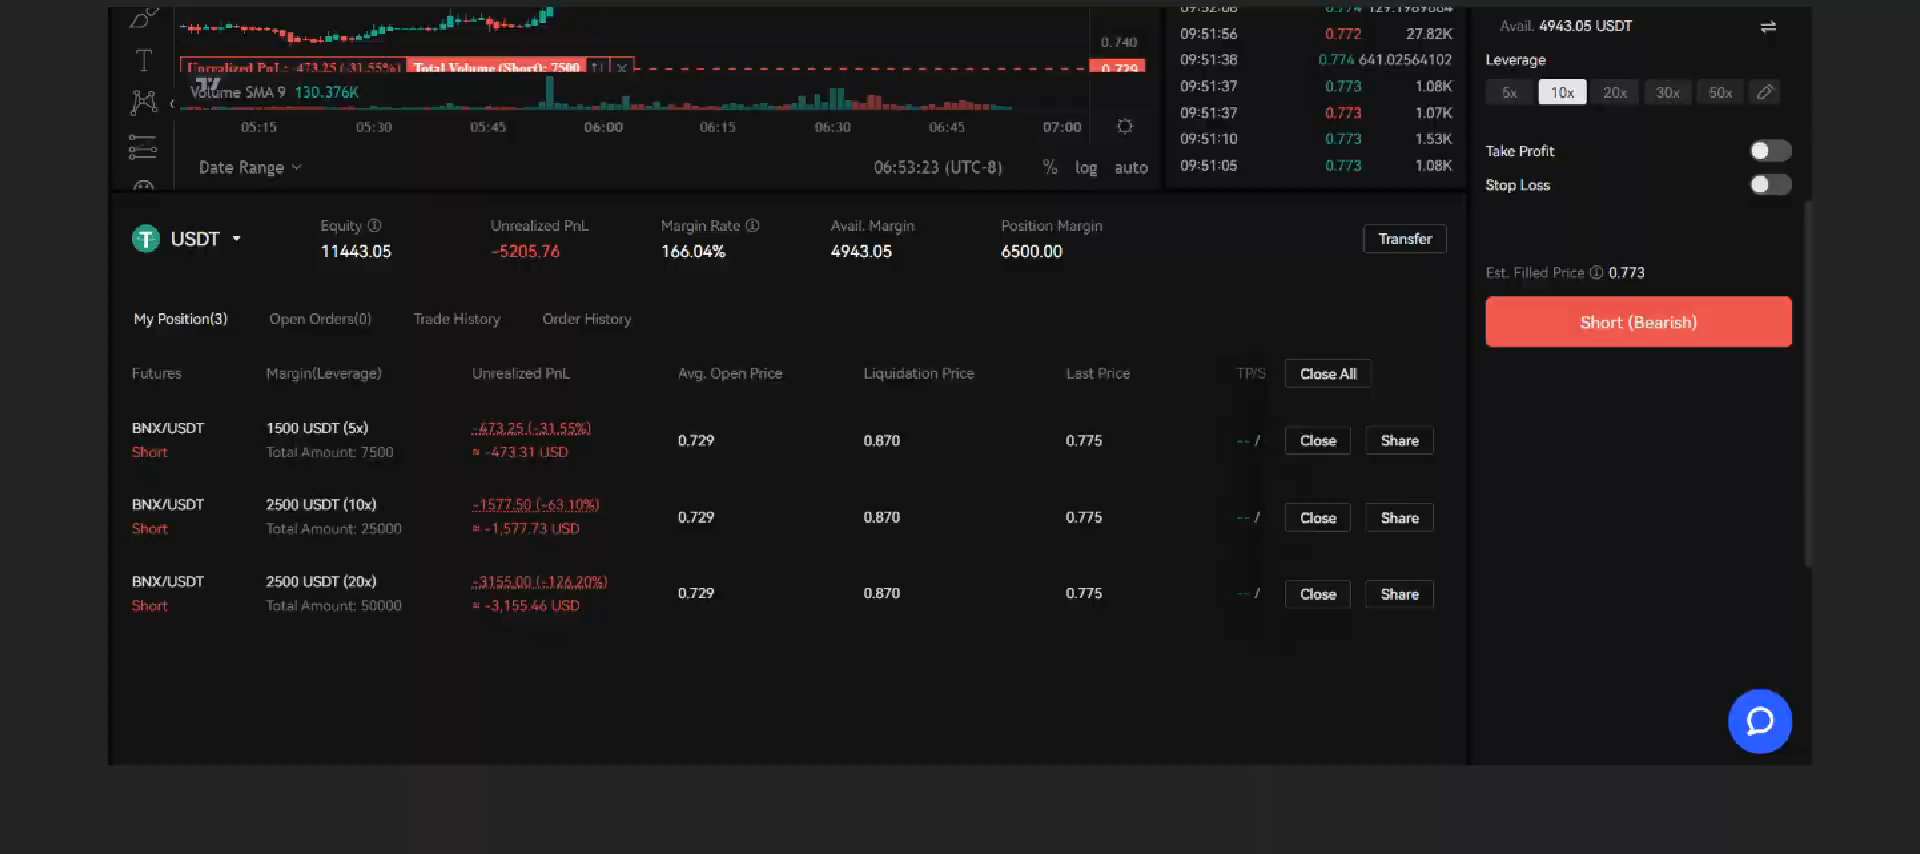 0.740
Unrealized PnL: -473.25 (-31.55%) Total Volume (Short): 7500
0.729
Volume SMA 9 130.376K
05:15 05:30 05:45 06:00 06:15 06:30 06:45 07:00
Date Range 06:53:23 (UTC-8) % log auto
09:52:06 0.774 129.1989664
09:51:56 0.772 27.82K
09:51:38 0.774 641.02564102
09:51:37 0.773 1.08K
09:51:37 0.773 1.07K
09:51:10 0.773 1.53K
09:51:05 0.773 1.08K
Avail. 4943.05 USDT
Leverage
5x 10x 20x 30x 50x
Take Profit
Stop Loss
Est. Filled Price 0.773
Short (Bearish)
USDT
Equity Unrealized PnL Margin Rate Avail. Margin Position Margin
11443.05 -5205.76 166.04% 4943.05 6500.00
Transfer
My Position(3) Open Orders(0) Trade History Order History
Futures Margin(Leverage) Unrealized PnL Avg. Open Price Liquidation Price Last Price TP/S Close All
BNX/USDT 1500 USDT (5x) -473.25 (-31.55%) 0.729 0.870 0.775 -- / Close Share
Short Total Amount: 7500 ≈ -473.31 USD
BNX/USDT 2500 USDT (10x) -1577.50 (-63.10%) 0.729 0.870 0.775 -- / Close Share
Short Total Amount: 25000 ≈ -1,577.73 USD
BNX/USDT 2500 USDT (20x) -3155.00 (-126.20%) 0.729 0.870 0.775 -- / Close Share
Short Total Amount: 50000 ≈ -3,155.46 USD